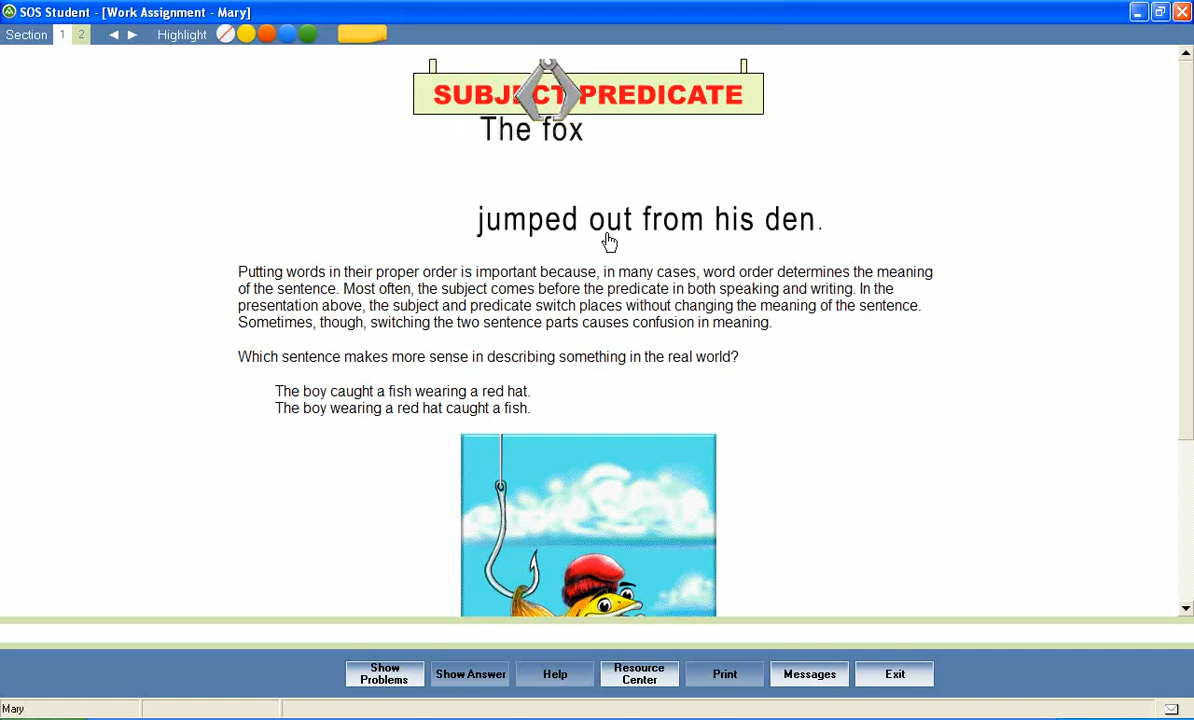 SOS Student - [Work Assignment - Mary]
Section 1 2 Highlight
SUBJECT PREDICATE
The fox
jumped out from his den.
Putting words in their proper order is important because, in many cases, word order determines the meaning
of the sentence. Most often, the subject comes before the predicate in both speaking and writing. In the
presentation above, the subject and predicate switch places without changing the meaning of the sentence.
Sometimes, though, switching the two sentence parts causes confusion in meaning.
Which sentence makes more sense in describing something in the real world?
The boy caught a fish wearing a red hat.
The boy wearing a red hat caught a fish.
Show Problems Show Answer Help Resource Center Print Messages Exit
Mary